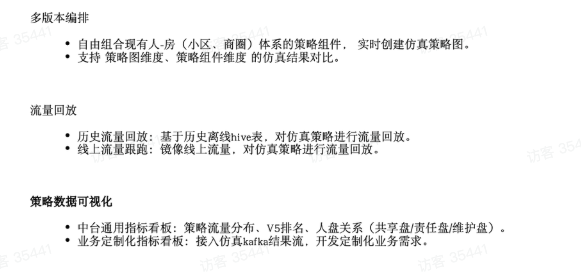 多版本编排
• 自由组合现有人-房（小区、商圈）体系的策略组件， 实时创建仿真策略图。
• 支持 策略图维度、策略组件维度 的仿真结果对比。
流量回放
• 历史流量回放：基于历史离线hive表，对仿真策略进行流量回放。
• 线上流量跟跑：镜像线上流量，对仿真策略进行流量回放。
策略数据可视化
• 中台通用指标看板：策略流量分布、V5排名、人盘关系（共享盘/责任盘/维护盘）。
• 业务定制化指标看板：接入仿真kafka结果流，开发定制化业务需求。
访客 35441